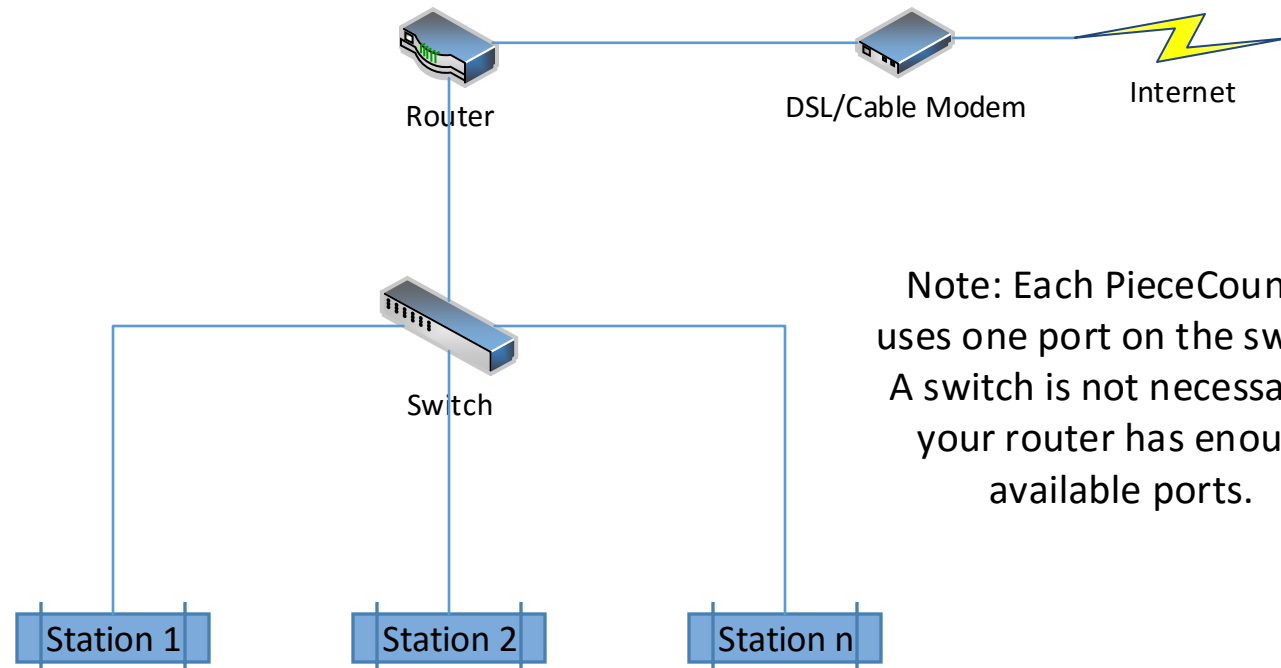 Router
DSL/Cable Modem
Internet
Note: Each PieceCoun
uses one port on the sw
A switch is not necessa
your router has enou
available ports.
Switch
Station 1
Station 2
Station n